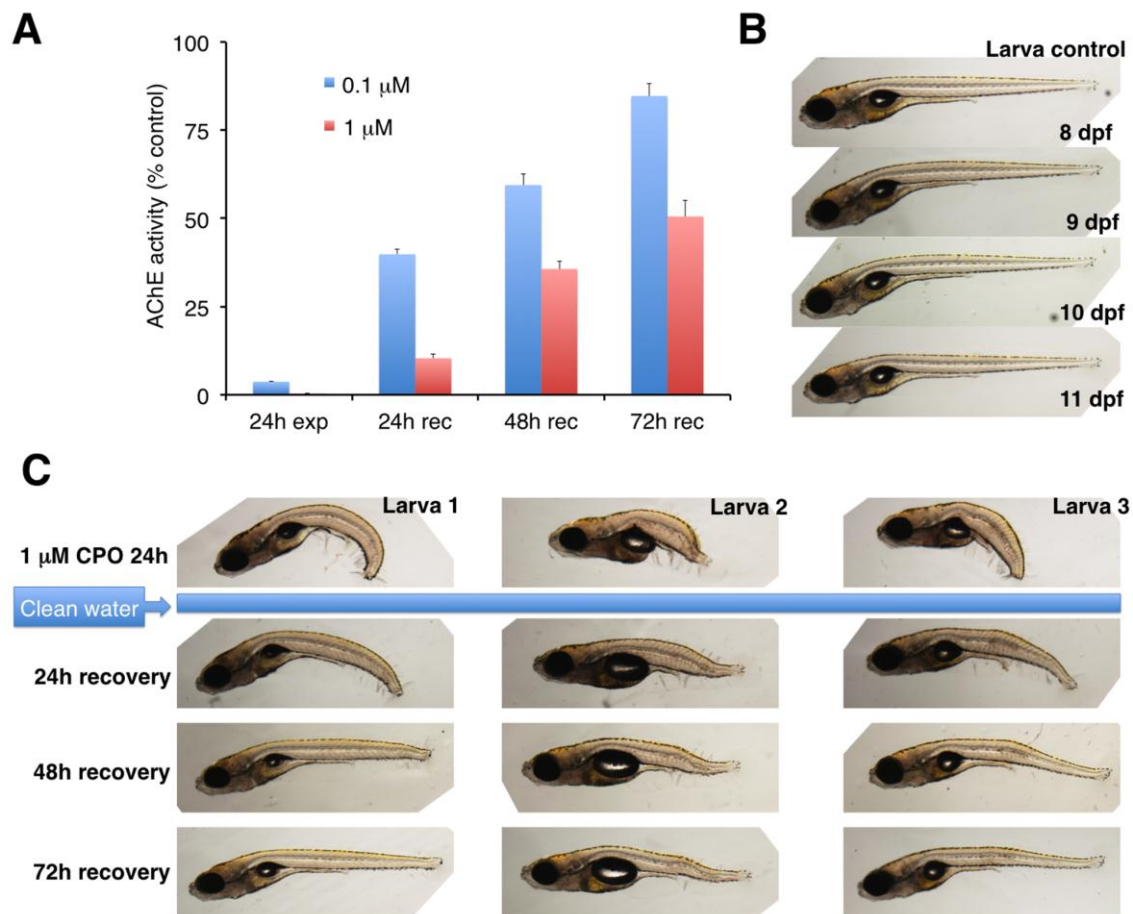 A
AChE activity (% control)
100
75
50
25
0
0.1 μM
1 μM
24h exp
24h rec
48h rec
72h rec
B
Larva control
8 dpf
9 dpf
10 dpf
11 dpf
C
Larva 1
Larva 2
Larva 3
1 μM CPO 24h
Clean water
24h recovery
48h recovery
72h recovery